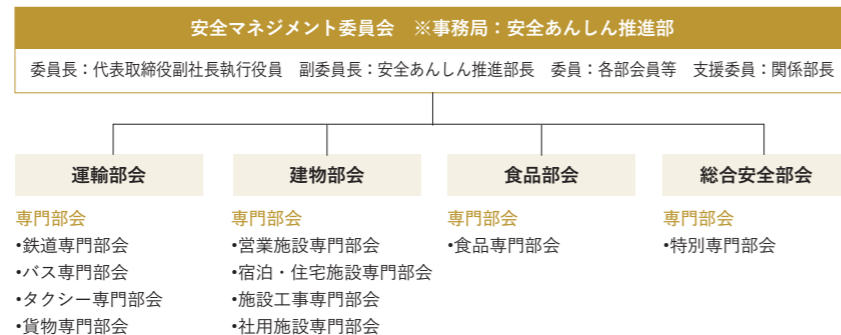 安全マネジメント委員会　※事務局：安全あんしん推進部
委員長：代表取締役副社長執行役員　副委員長：安全あんしん推進部長　委員：各部会員等　支援委員：関係部長
運輸部会
専門部会
•鉄道専門部会
•バス専門部会
•タクシー専門部会
•貨物専門部会
建物部会
専門部会
•営業施設専門部会
•宿泊・住宅施設専門部会
•施設工事専門部会
•社用施設専門部会
食品部会
専門部会
•食品専門部会
総合安全部会
専門部会
•特別専門部会